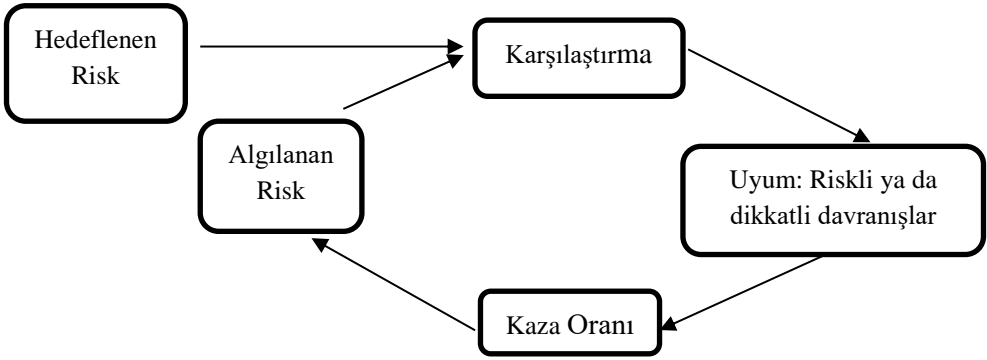 Hedeflenen
Risk
Karşılaştırma
Algılanan
Risk
Uyum: Riskli ya da
dikkatli davranışlar
Kaza Oranı